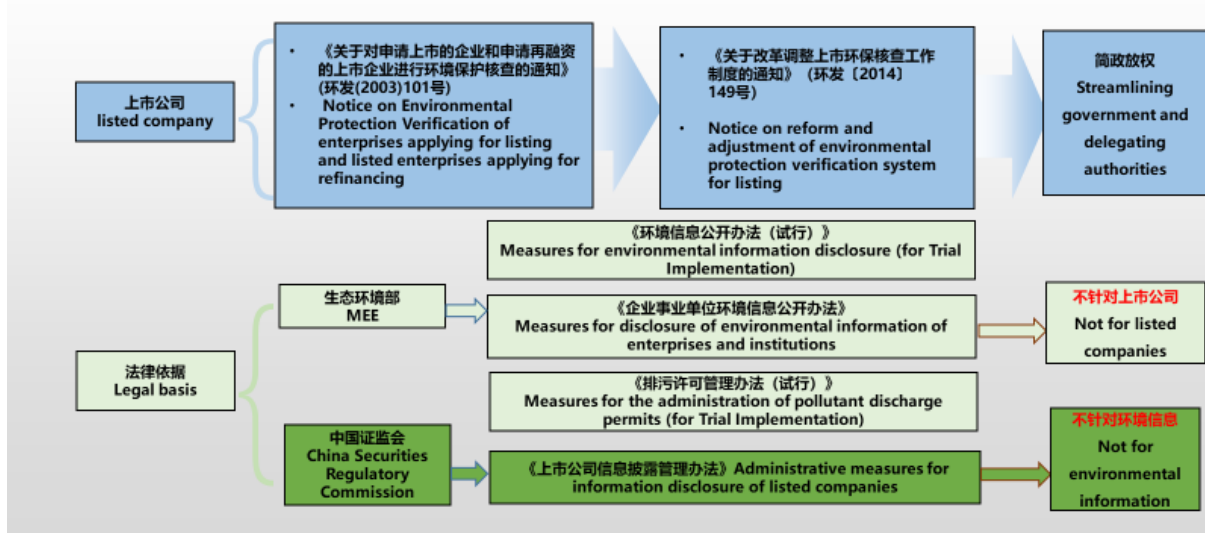 上市公司
listed company
• 《关于对申请上市的企业和申请再融资
的上市企业进行环境保护核查的通知》
(环发(2003)101号)
• Notice on Environmental
Protection Verification of
enterprises applying for listing
and listed enterprises applying for
refinancing
• 《关于改革调整上市环保核查工作
制度的通知》（环发〔2014〕
149号）
• Notice on reform and
adjustment of environmental
protection verification system
for listing
简政放权
Streamlining
government and
delegating
authorities
法律依据
Legal basis
生态环境部
MEE
《环境信息公开办法（试行）》
Measures for environmental information disclosure (for Trial
Implementation)
《企业事业单位环境信息公开办法》
Measures for disclosure of environmental information of
enterprises and institutions
《排污许可管理办法（试行）》
Measures for the administration of pollutant discharge
permits (for Trial Implementation)
不针对上市公司
Not for listed
companies
中国证监会
China Securities
Regulatory
Commission
《上市公司信息披露管理办法》Administrative measures for
information disclosure of listed companies
不针对环境信息
Not for
environmental
information